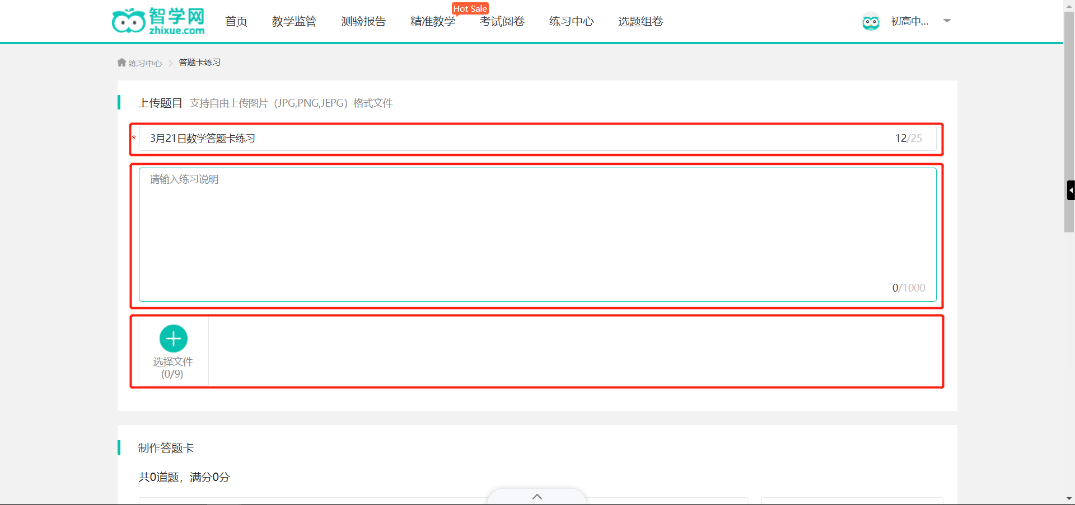 智学网
zhixue.com
首页 教学监管 测验报告 精准教学 考试阅卷 练习中心 选题组卷
Hot Sale
初高中...
练习中心 > 答题卡练习
上传题目 支持自由上传图片（JPG,PNG,JEPG）格式文件
* 3月21日数学答题卡练习 12/25
请输入练习说明
0/1000
选择文件
(0/9)
制作答题卡
共0道题，满分0分